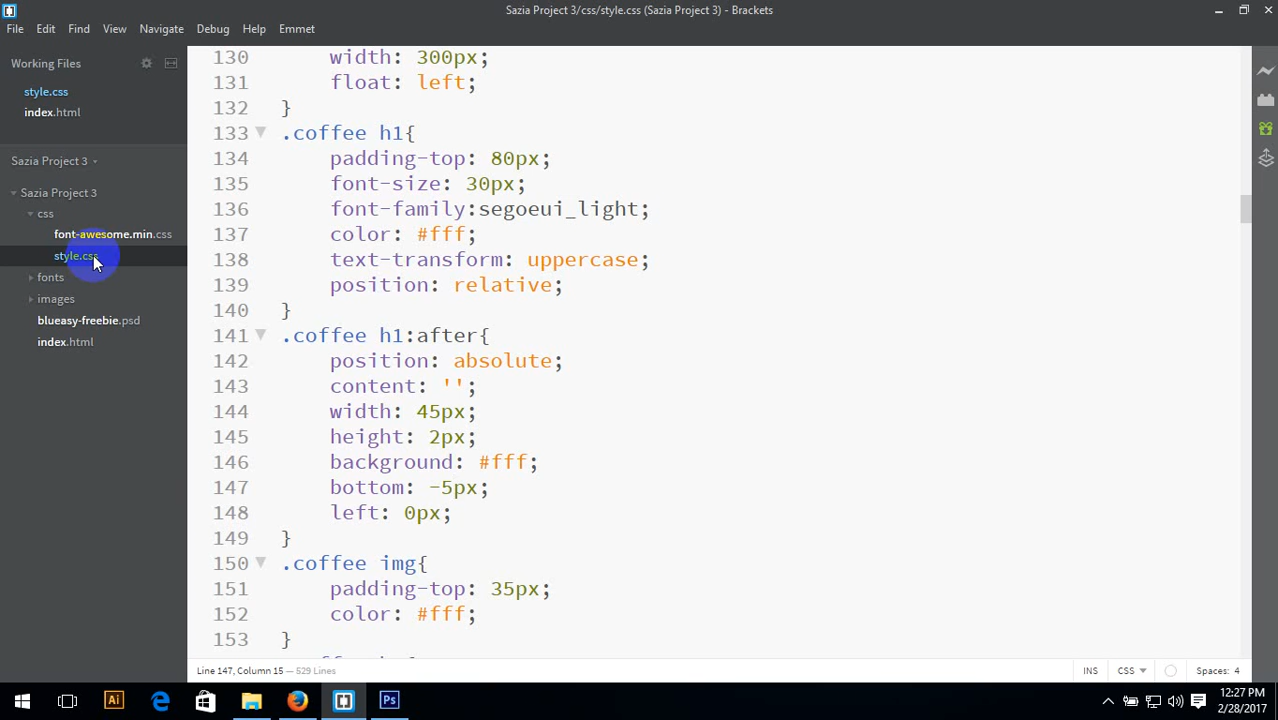 Sazia Project 3/css/style.css (Sazia Project 3) - Brackets
File Edit Find View Navigate Debug Help Emmet
Working Files
style.css
index.html
Sazia Project 3
Sazia Project 3
css
font-awesome.min.css
style.css
fonts
images
blueasy-freebie.psd
index.html
130 width: 300px;
131 float: left;
132 }
133 .coffee h1{
134 padding-top: 80px;
135 font-size: 30px;
136 font-family:segoeui_light;
137 color: #fff;
138 text-transform: uppercase;
139 position: relative;
140 }
141 .coffee h1:after{
142 position: absolute;
143 content: '';
144 width: 45px;
145 height: 2px;
146 background: #fff;
147 bottom: -5px;
148 left: 0px;
149 }
150 .coffee img{
151 padding-top: 35px;
152 color: #fff;
153 }
Line 147, Column 15 — 529 Lines
INS CSS Spaces: 4
Ai
Ps
12:27 PM
2/28/2017